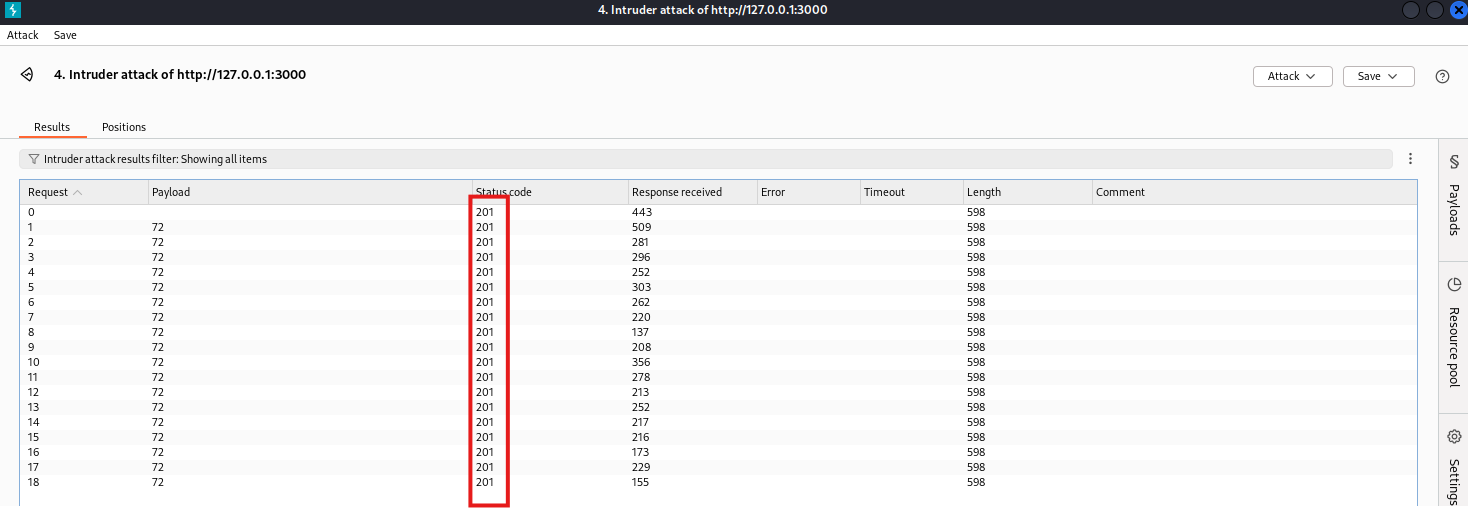 4. Intruder attack of http://127.0.0.1:3000
Attack Save
4. Intruder attack of http://127.0.0.1:3000
Attack Save
Results Positions
Intruder attack results filter: Showing all items
Request Payload Status code Response received Error Timeout Length Comment
0 201 443 598
1 72 201 509 598
2 72 201 281 598
3 72 201 296 598
4 72 201 252 598
5 72 201 303 598
6 72 201 262 598
7 72 201 220 598
8 72 201 137 598
9 72 201 208 598
10 72 201 356 598
11 72 201 278 598
12 72 201 213 598
13 72 201 252 598
14 72 201 217 598
15 72 201 216 598
16 72 201 173 598
17 72 201 229 598
18 72 201 155 598
Payloads
Resource pool
Settings